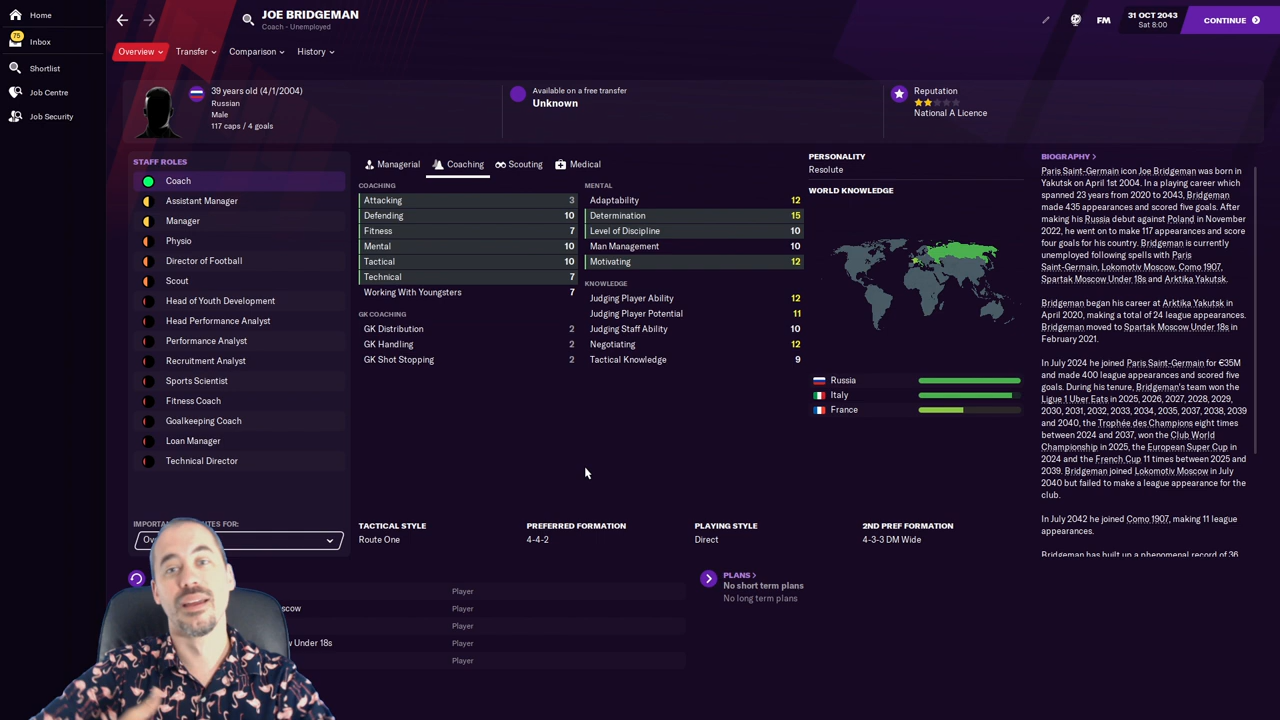 Home
75
Inbox
Shortlist
Job Centre
Job Security
JOE BRIDGEMAN
Coach - Unemployed
FM
31 OCT 2043
Sat 8:00
CONTINUE
Overview
Transfer
Comparison
History
39 years old (4/1/2004)
Russian
Male
117 caps / 4 goals
Available on a free transfer
Unknown
Reputation
National A Licence
STAFF ROLES
Coach
Assistant Manager
Manager
Physio
Director of Football
Scout
Head of Youth Development
Head Performance Analyst
Performance Analyst
Recruitment Analyst
Sports Scientist
Fitness Coach
Goalkeeping Coach
Loan Manager
Technical Director
Managerial
Coaching
Scouting
Medical
COACHING
Attacking 3
Defending 10
Fitness 7
Mental 10
Tactical 10
Technical 7
Working With Youngsters 7
GK COACHING
GK Distribution 2
GK Handling 2
GK Shot Stopping 2
MENTAL
Adaptability 12
Determination 15
Level of Discipline 10
Man Management 10
Motivating 12
KNOWLEDGE
Judging Player Ability 12
Judging Player Potential 11
Judging Staff Ability 10
Negotiating 12
Tactical Knowledge 9
PERSONALITY
Resolute
WORLD KNOWLEDGE
Russia
Italy
France
BIOGRAPHY >
Paris Saint-Germain icon Joe Bridgeman was born in
Yakutsk on April 1st 2004. In a playing career which
spanned 23 years from 2020 to 2043, Bridgeman
made 435 appearances and scored five goals. After
making his Russia debut against Poland in November
2022, he went on to make 117 appearances and score
four goals for his country. Bridgeman is currently
unemployed following spells with Paris
Saint-Germain, Lokomotiv Moscow, Como 1907,
Spartak Moscow Under 18s and Arktika Yakutsk.
Bridgeman began his career at Arktika Yakutsk in
April 2020, making a total of 24 league appearances.
Bridgeman moved to Spartak Moscow Under 18s in
February 2021.
In July 2024 he joined Paris Saint-Germain for €35M
and made 400 league appearances and scored five
goals. During his tenure, Bridgeman's team won the
Ligue 1 Uber Eats in 2025, 2026, 2027, 2028, 2029,
2030, 2031, 2032, 2033, 2034, 2035, 2037, 2038, 2039
and 2040, the Trophée des Champions eight times
between 2024 and 2037, won the Club World
Championship in 2025, the European Super Cup in
2024 and the French Cup 11 times between 2025 and
2039. Bridgeman joined Lokomotiv Moscow in July
2040 but failed to make a league appearance for the
club.
In July 2042 he joined Como 1907, making 11 league
appearances.
Bridgeman has built up a phenomenal record of 36
IMPORTA
TES FOR:
Ov
TACTICAL STYLE
Route One
PREFERRED FORMATION
4-4-2
PLAYING STYLE
Direct
2ND PREF FORMATION
4-3-3 DM Wide
Player
scow Player
Player
w Under 18s Player
Player
PLANS >
No short term plans
No long term plans